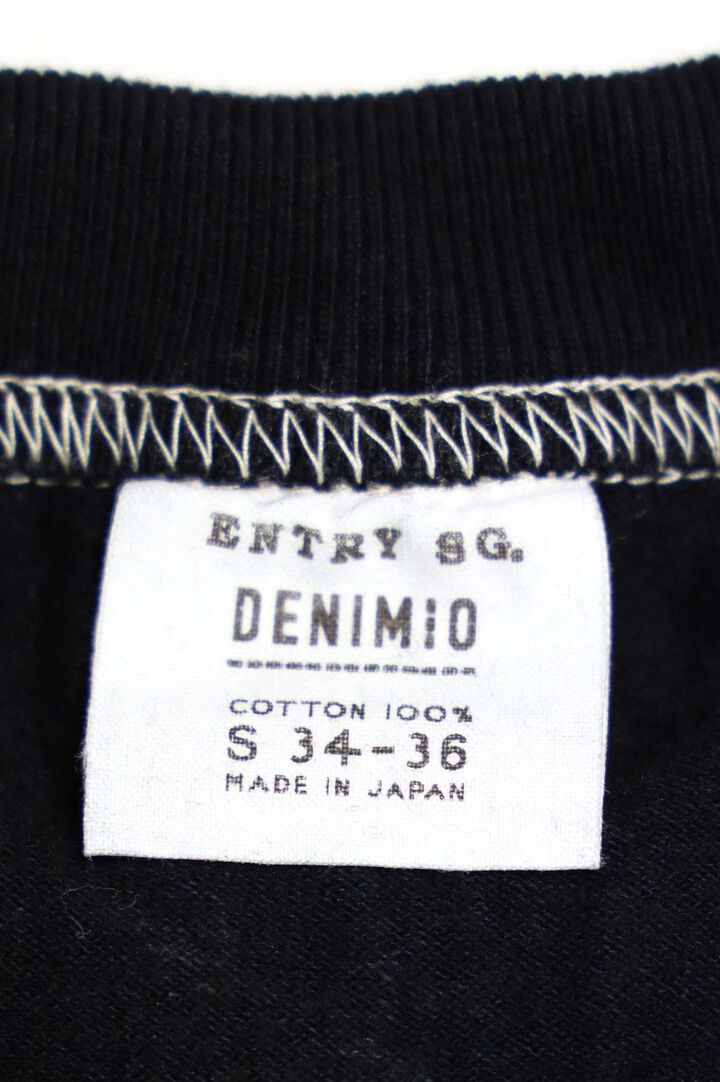 ENTRY SG.
DENIMiO
COTTON 100%
S 34-36
MADE IN JAPAN